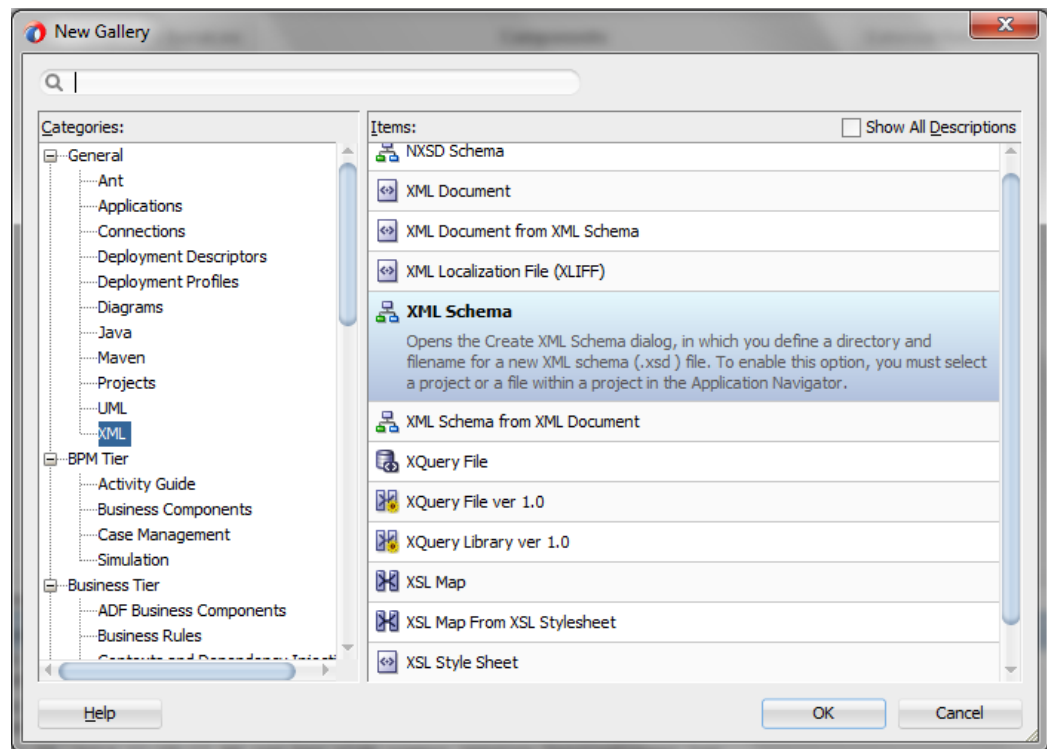 New Gallery
Categories:
General
Ant
Applications
Connections
Deployment Descriptors
Deployment Profiles
Diagrams
Java
Maven
Projects
UML
XML
BPM Tier
Activity Guide
Business Components
Case Management
Simulation
Business Tier
ADF Business Components
Business Rules
Contexts and Dependency Injecti
Items:
Show All Descriptions
NXSD Schema
XML Document
XML Document from XML Schema
XML Localization File (XLIFF)
XML Schema
Opens the Create XML Schema dialog, in which you define a directory and
filename for a new XML schema (.xsd ) file. To enable this option, you must select
a project or a file within a project in the Application Navigator.
XML Schema from XML Document
XQuery File
XQuery File ver 1.0
XQuery Library ver 1.0
XSL Map
XSL Map From XSL Stylesheet
XSL Style Sheet
Help
OK
Cancel